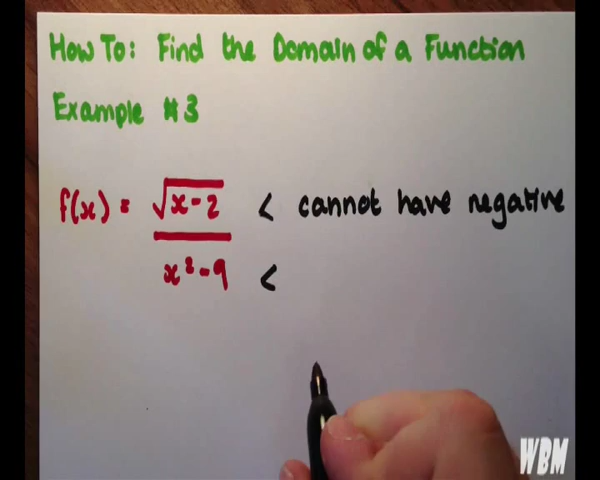 How To: Find the Domain of a Function
Example #3
f(x) = √x-2 < cannot have negative
x²-9 <
WBM